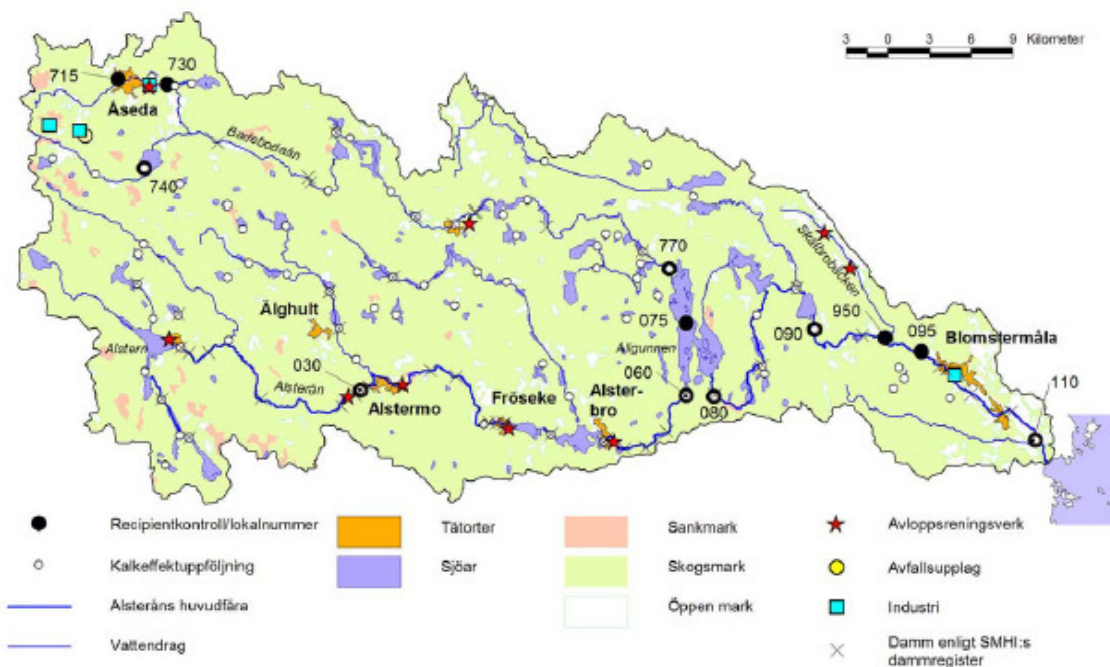 3 0 3 6 9 Kilometer
715
730
Åseda
Badebodaån
740
770
Skälbrobäcken
075
950
095
090
Blomstermåla
Älghult
Alstern
030
Alsterån
Allgunnen
060
110
Alstermo
Fröseke
Alster-
bro
080
Recipientkontroll/lokalnummer
Tätorter
Sankmark
Avloppsreningsverk
Kalkeffektuppföljning
Sjöar
Skogsmark
Avfallsupplag
Alsteråns huvudfåra
Öppen mark
Industri
Vattendrag
Damm enligt SMHI:s
dammregister